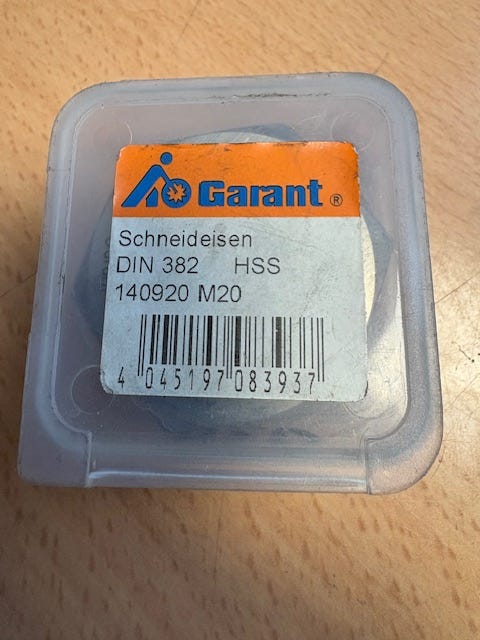 Garant ®
Schneideisen
DIN 382 HSS
140920 M20
4 045197 083937